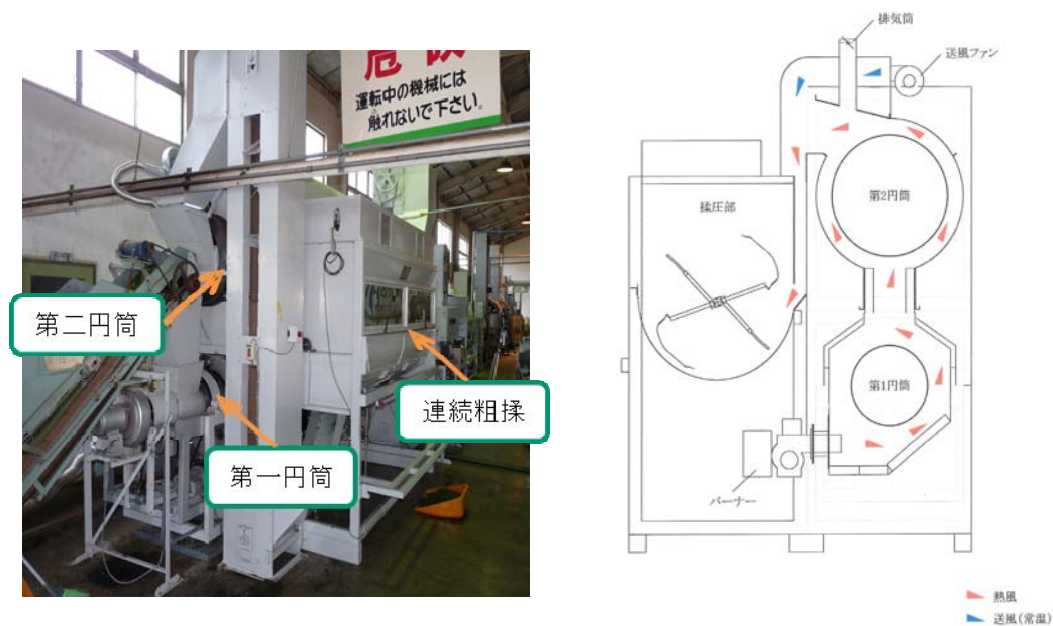 危険
運転中の機械には
触れないで下さい。
第二円筒
連続粗揉
第一円筒
排気筒
送風ファン
第2円筒
揉圧部
第1円筒
バーナー
熱風
送風(常温)